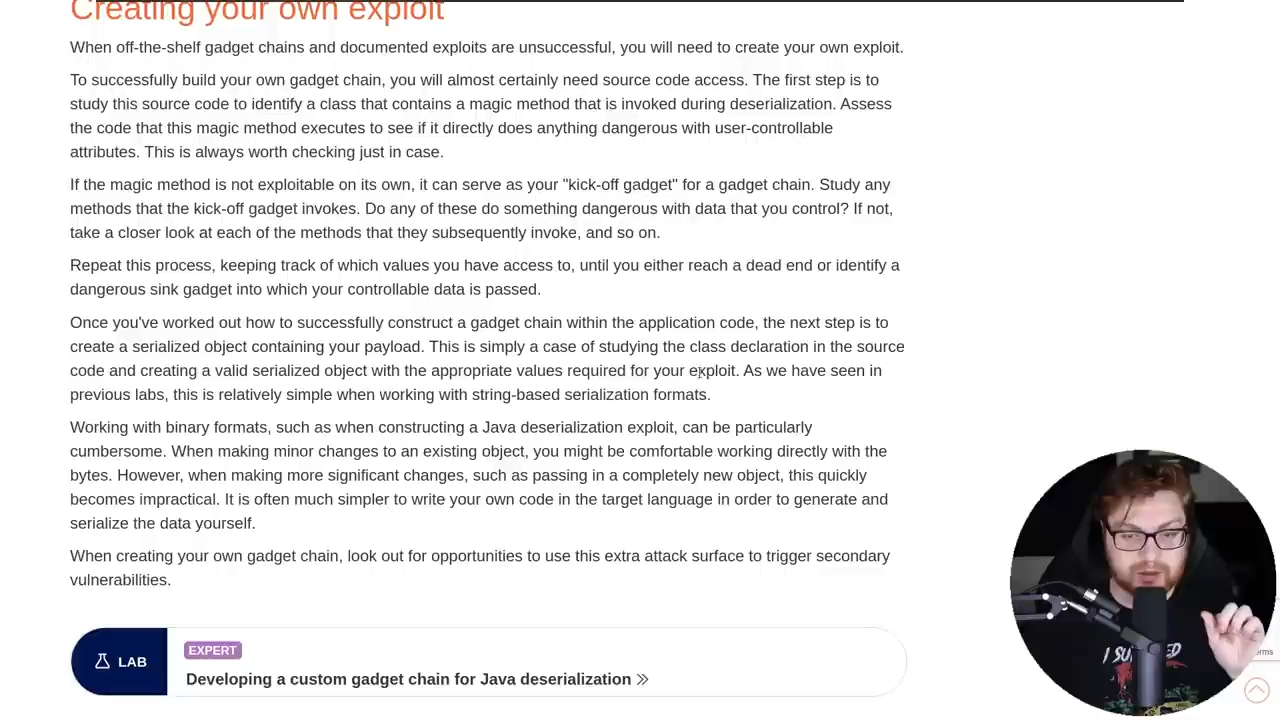 Creating your own exploit
When off-the-shelf gadget chains and documented exploits are unsuccessful, you will need to create your own exploit.
To successfully build your own gadget chain, you will almost certainly need source code access. The first step is to
study this source code to identify a class that contains a magic method that is invoked during deserialization. Assess
the code that this magic method executes to see if it directly does anything dangerous with user-controllable
attributes. This is always worth checking just in case.
If the magic method is not exploitable on its own, it can serve as your "kick-off gadget" for a gadget chain. Study any
methods that the kick-off gadget invokes. Do any of these do something dangerous with data that you control? If not,
take a closer look at each of the methods that they subsequently invoke, and so on.
Repeat this process, keeping track of which values you have access to, until you either reach a dead end or identify a
dangerous sink gadget into which your controllable data is passed.
Once you've worked out how to successfully construct a gadget chain within the application code, the next step is to
create a serialized object containing your payload. This is simply a case of studying the class declaration in the source
code and creating a valid serialized object with the appropriate values required for your exploit. As we have seen in
previous labs, this is relatively simple when working with string-based serialization formats.
Working with binary formats, such as when constructing a Java deserialization exploit, can be particularly
cumbersome. When making minor changes to an existing object, you might be comfortable working directly with the
bytes. However, when making more significant changes, such as passing in a completely new object, this quickly
becomes impractical. It is often much simpler to write your own code in the target language in order to generate and
serialize the data yourself.
When creating your own gadget chain, look out for opportunities to use this extra attack surface to trigger secondary
vulnerabilities.
EXPERT
LAB
Developing a custom gadget chain for Java deserialization
I SU
ED
erms